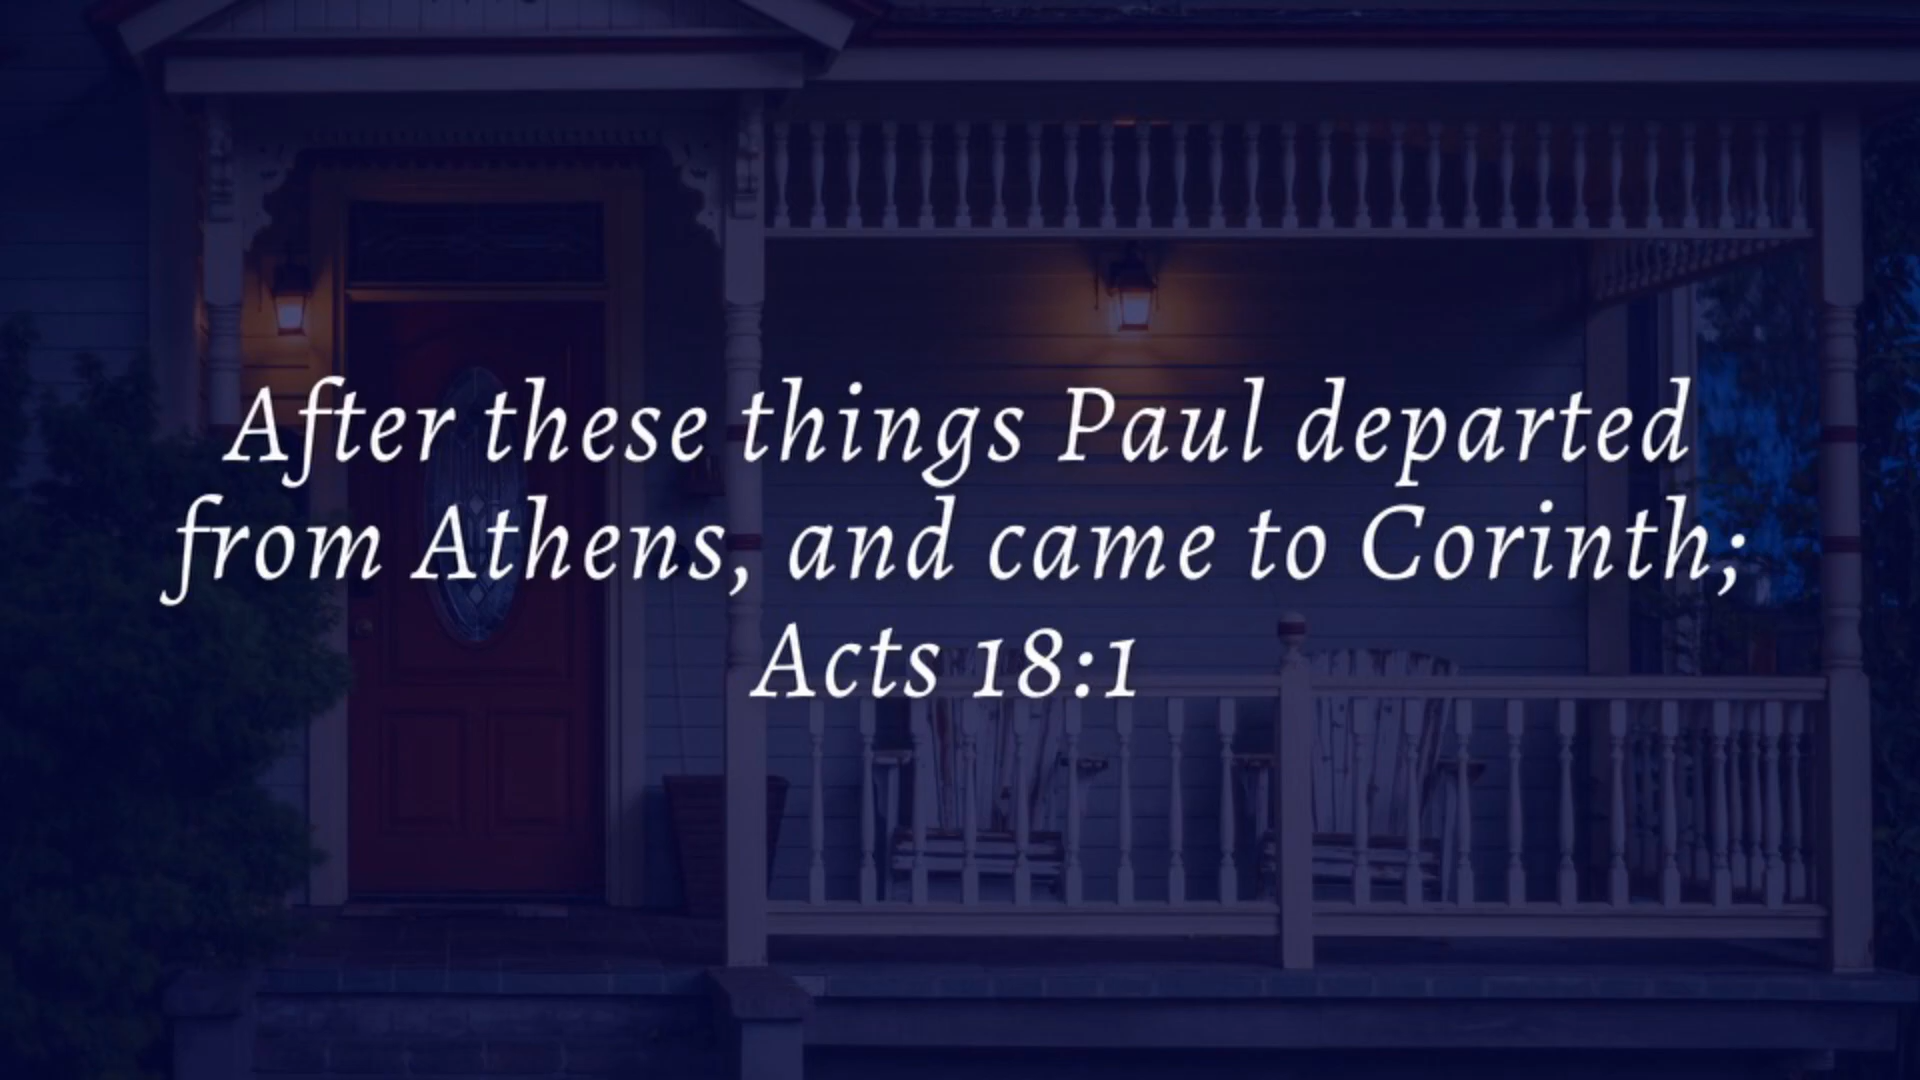 After these things Paul departed
from Athens, and came to Corinth;
Acts 18:1